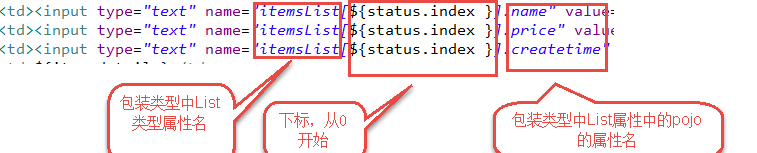 <td><input type="text" name="itemsList[${status.index }].name" value=
<td><input type="text" name="itemsList[${status.index }].price" value
<td><input type="text" name="itemsList[${status.index }].createtime"
包装类型中List
类型属性名
下标，从0
开始
包装类型中List属性中的pojo
的属性名